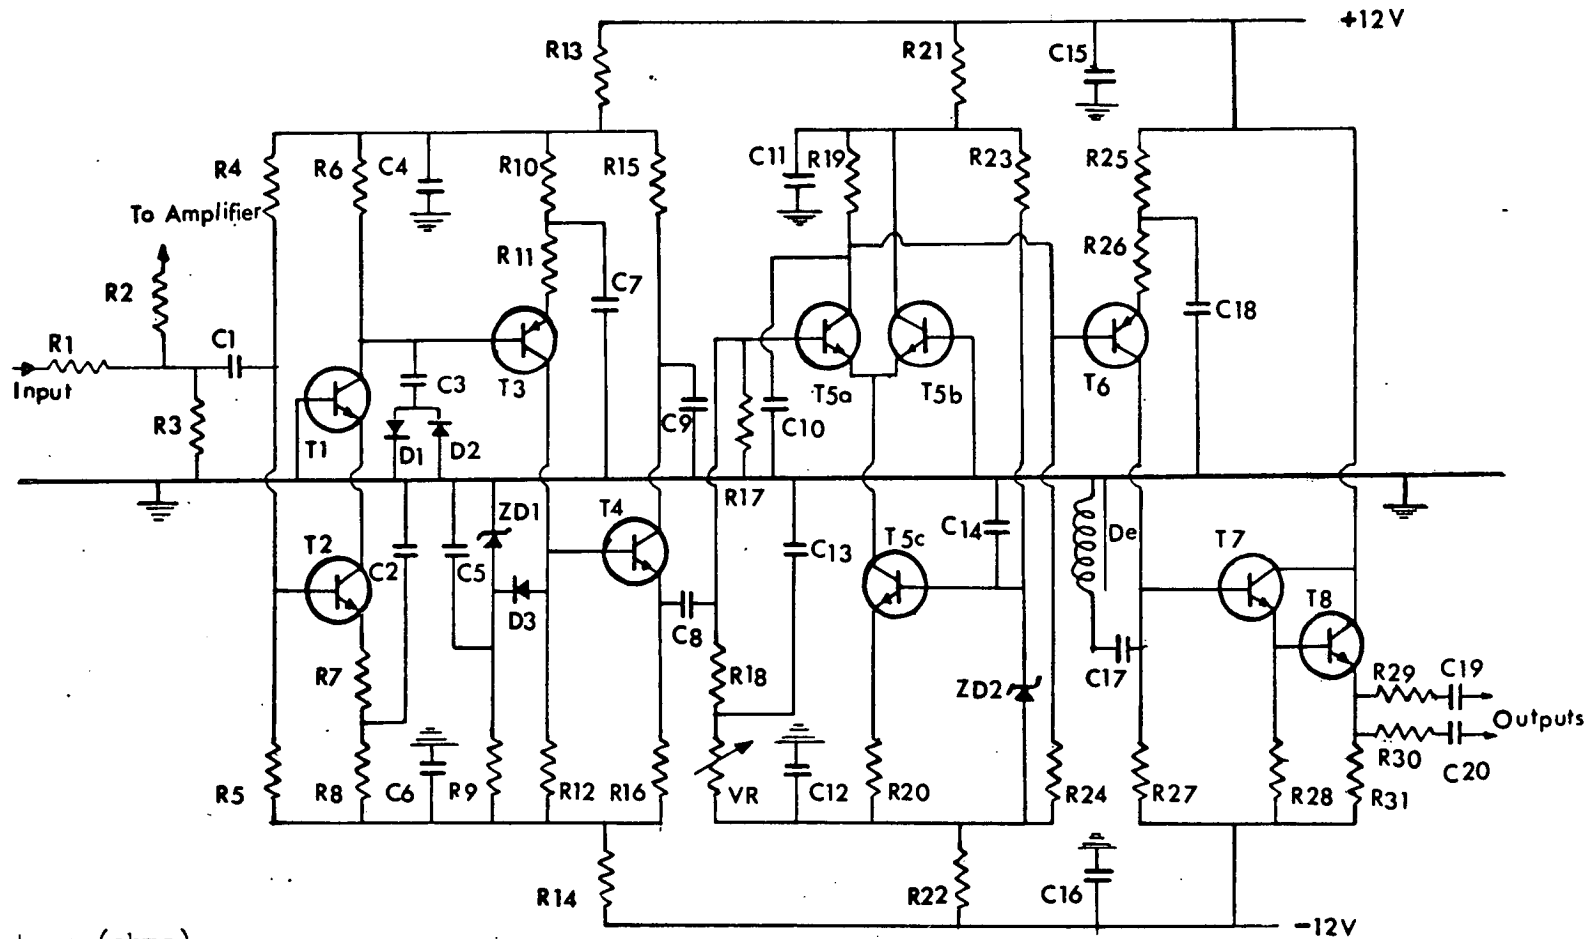 +12V
R13
R21
C15
R4
R6
C4
R10
R15
C11
R19
R23
R25
To Amplifier
R2
R11
C7
R26
C18
R1
C1
Input
C3
T3
T5a
T5b
T6
R3
T1
D1
D2
C9
C10
R17
T2
C2
C5
ZD1
T4
C13
T5c
C14
De
T7
D3
C8
T8
R7
R18
ZD2
C17
R29
C19
Outputs
R30
C20
R5
R8
C6
R9
R12
R16
VR
C12
R20
R24
R27
R28
R31
R14
R22
C16
-12V
(ohms)